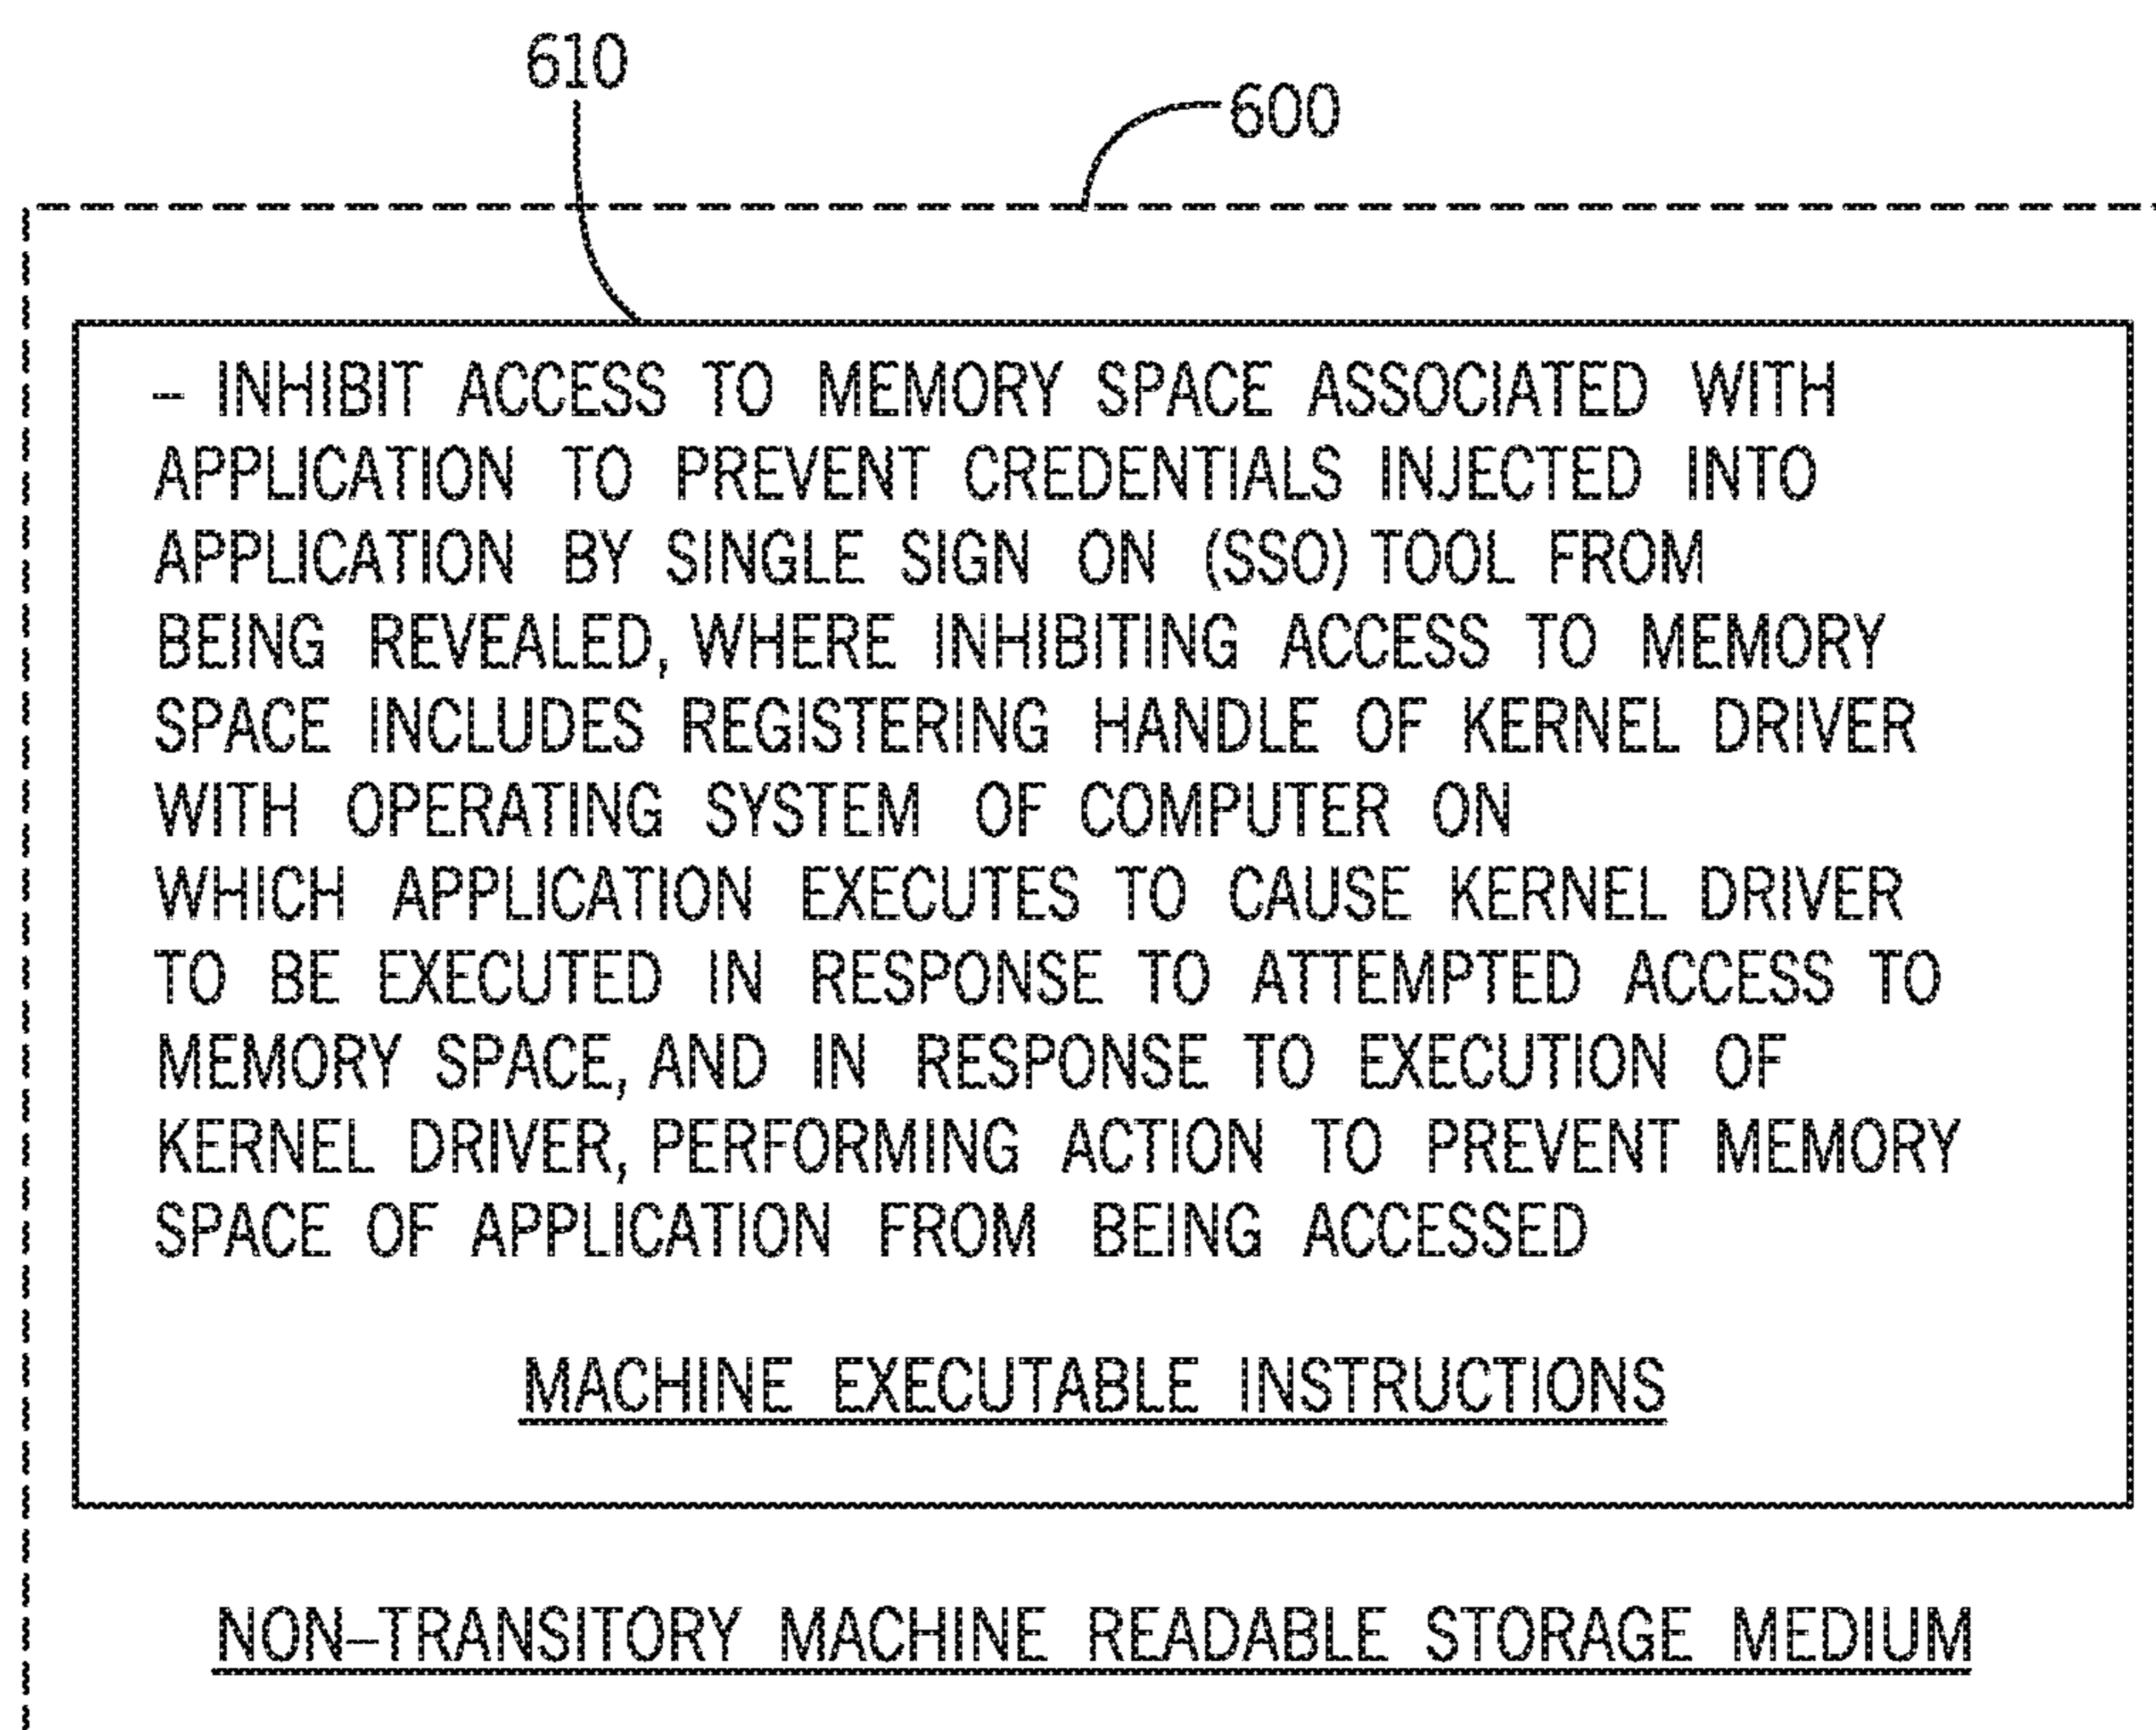 610
600
– INHIBIT ACCESS TO MEMORY SPACE ASSOCIATED WITH
APPLICATION TO PREVENT CREDENTIALS INJECTED INTO
APPLICATION BY SINGLE SIGN ON (SSO) TOOL FROM
BEING REVEALED, WHERE INHIBITING ACCESS TO MEMORY
SPACE INCLUDES REGISTERING HANDLE OF KERNEL DRIVER
WITH OPERATING SYSTEM OF COMPUTER ON
WHICH APPLICATION EXECUTES TO CAUSE KERNEL DRIVER
TO BE EXECUTED IN RESPONSE TO ATTEMPTED ACCESS TO
MEMORY SPACE, AND IN RESPONSE TO EXECUTION OF
KERNEL DRIVER, PERFORMING ACTION TO PREVENT MEMORY
SPACE OF APPLICATION FROM BEING ACCESSED
MACHINE EXECUTABLE INSTRUCTIONS
NON–TRANSITORY MACHINE READABLE STORAGE MEDIUM